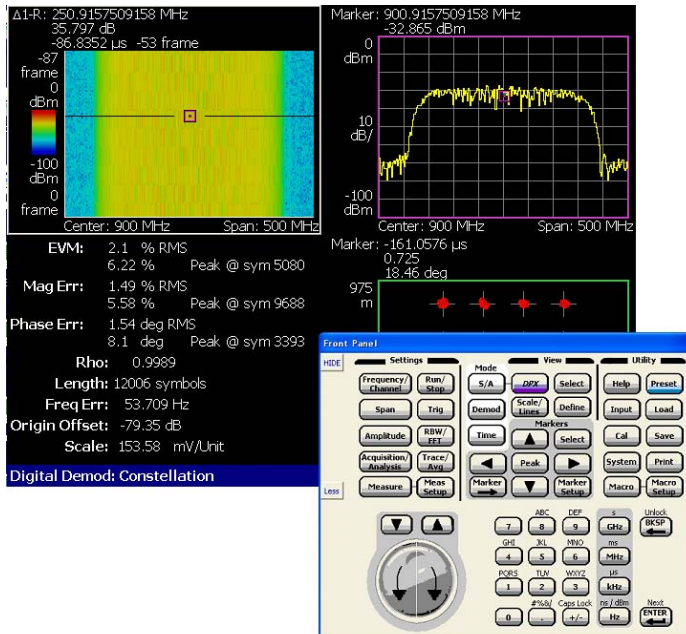 Δ1-R: 250.9157509158 MHz
35.797 dB
-86.8352 µs -53 frame
-87
frame
0
dBm
-100
dBm
0
frame
Center: 900 MHz Span: 500 MHz
Marker: 900.9157509158 MHz
-32.865 dBm
0
dBm
10
dB/
-100
dBm
Center: 900 MHz Span: 500 MHz
EVM: 2.1 % RMS
6.22 % Peak @ sym 5080
Mag Err: 1.49 % RMS
5.58 % Peak @ sym 9688
Phase Err: 1.54 deg RMS
8.1 deg Peak @ sym 3393
Rho: 0.9989
Length: 12006 symbols
Freq Err: 53.709 Hz
Origin Offset: -79.35 dB
Scale: 153.58 mV/Unit
Digital Demod: Constellation
Marker: -161.0576 µs
0.725
18.46 deg
975
m
Front Panel
HIDE
Less
Settings
Frequency/ Channel
Run/ Stop
Span
Trig
Amplitude
RBW/ FFT
Acquisition/ Analysis
Trace/ Avg
Measure
Meas Setup
Mode
S/A
Demod
Time
View
DPX
Select
Scale/ Lines
Define
Markers
Select
Peak
Marker
Marker Setup
Utility
Help
Preset
Input
Load
Cal
Save
System
Print
Macro
Macro Setup
ABC DEF
7 8 9
GHI JKL MNO
4 5 6
PQRS TUV WXYZ
1 2 3
#%&/ Caps Lock
0 . +/-
s
GHz
ms
MHz
µs
kHz
ns / dBm
Hz
Unlock
BKSP
Next
ENTER